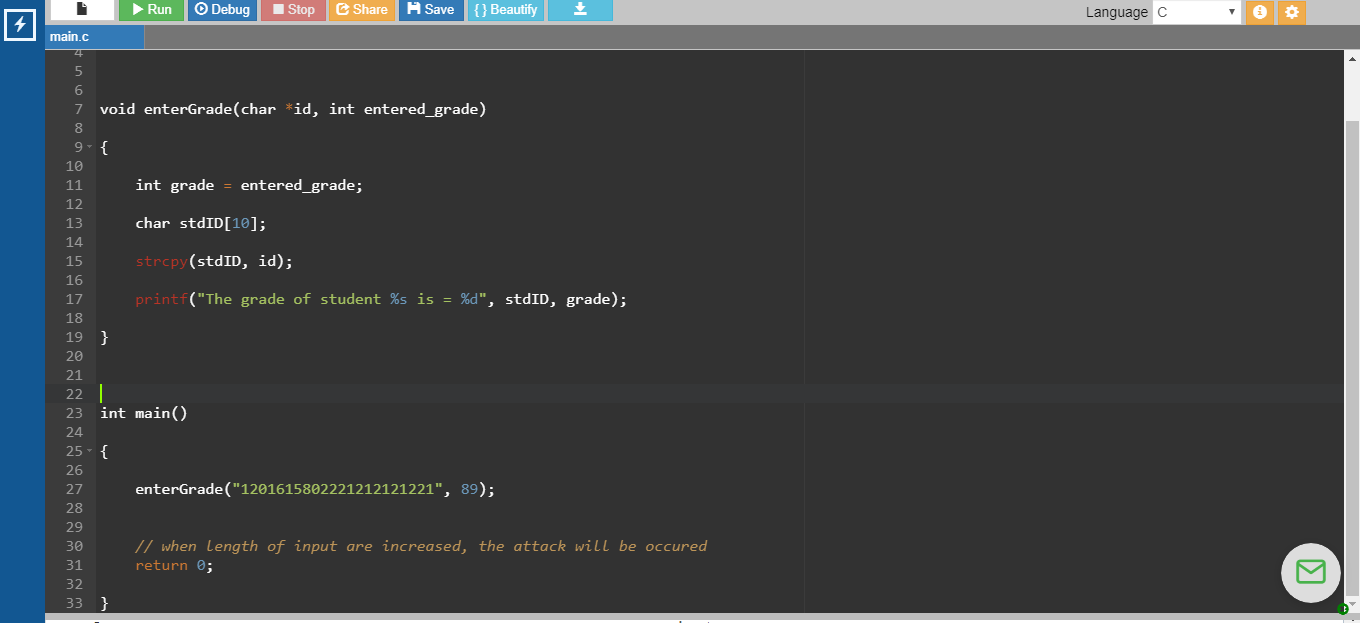 Run Debug Stop Share Save { } Beautify Language C
main.c
4
5
6
7 void enterGrade(char *id, int entered_grade)
8
9 {
10
11 int grade = entered_grade;
12
13 char stdID[10];
14
15 strcpy(stdID, id);
16
17 printf("The grade of student %s is = %d", stdID, grade);
18
19 }
20
21
22
23 int main()
24
25 {
26
27 enterGrade("1201615802221212121221", 89);
28
29
30 // when length of input are increased, the attack will be occured
31 return 0;
32
33 }